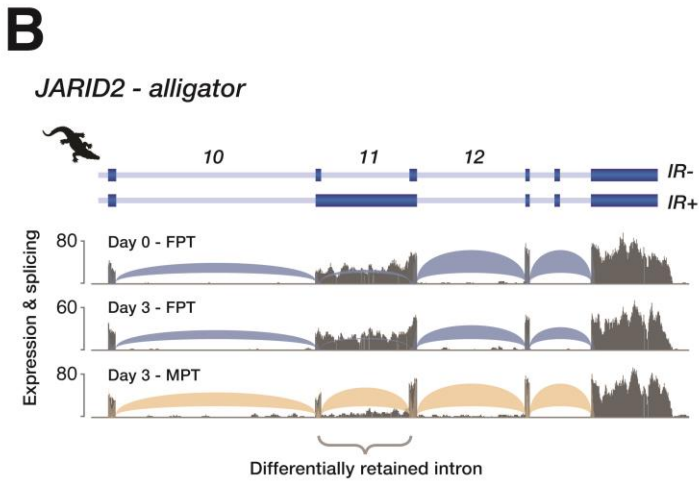 B
JARID2 - alligator
10 11 12
IR-
IR+
Expression & splicing
80
Day 0 - FPT
60
Day 3 - FPT
80
Day 3 - MPT
Differentially retained intron